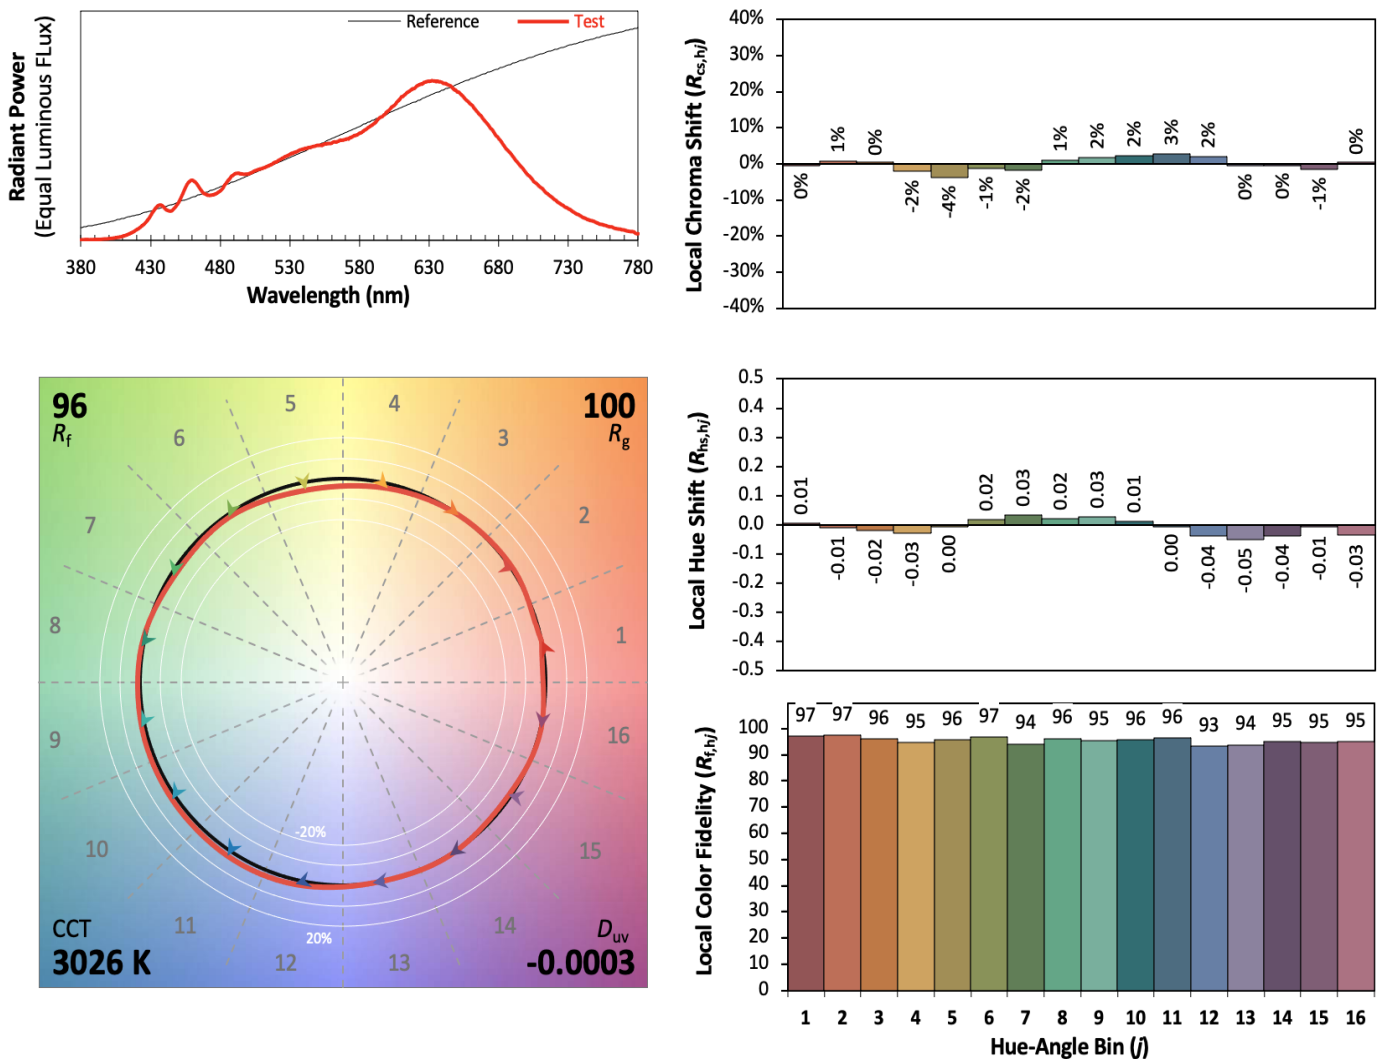 Radiant Power
(Equal Luminous FLux)
Reference
Test
380 430 480 530 580 630 680 730 780
Wavelength (nm)
Local Chroma Shift (Rcs,hj)
40%
30%
20%
10%
0%
-10%
-20%
-30%
-40%
0% 1% 0% -2% -4% -1% -2% 1% 2% 2% 3% 2% 0% 0% -1% 0%
96
Rf
100
Rg
5 4
6 3
7 2
8 1
9 16
10 15
11 14
12 13
-20%
20%
CCT
3026 K
Duv
-0.0003
Local Hue Shift (Rhs,hj)
0.5
0.4
0.3
0.2
0.1
0.0
-0.1
-0.2
-0.3
-0.4
-0.5
0.01 -0.01 -0.02 -0.03 0.00 0.02 0.03 0.02 0.03 0.01 0.00 -0.04 -0.05 -0.04 -0.01 -0.03
Local Color Fidelity (Rf,hj)
100
90
80
70
60
50
40
30
20
10
0
97 97 96 95 96 97 94 96 95 96 96 93 94 95 95 95
1 2 3 4 5 6 7 8 9 10 11 12 13 14 15 16
Hue-Angle Bin (j)